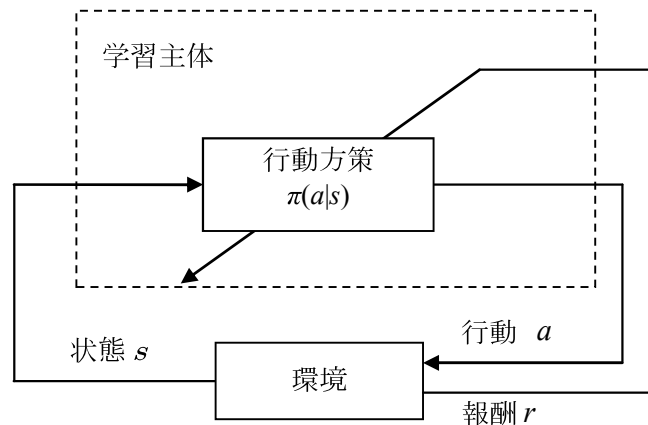 学習主体
行動方策
π(a|s)
行動 a
状態 s
環境
報酬 r